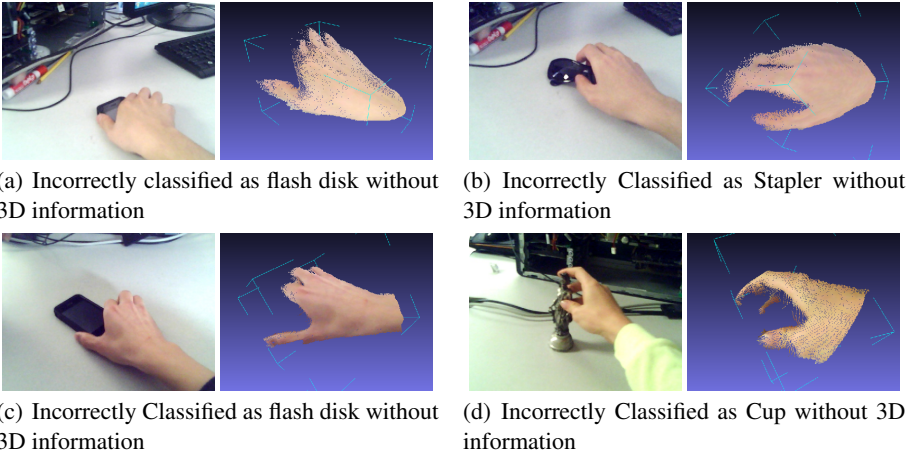 (a) Incorrectly classified as flash disk without
3D information
(b) Incorrectly Classified as Stapler without
3D information
(c) Incorrectly Classified as flash disk without
3D information
(d) Incorrectly Classified as Cup without 3D
information